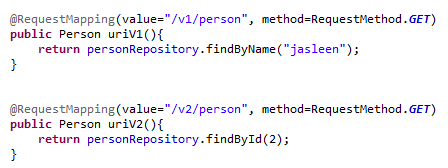 @RequestMapping(value="/v1/person", method=RequestMethod.GET)
public Person uriV1(){
    return personRepository.findByName("jasleen");
}
@RequestMapping(value="/v2/person", method=RequestMethod.GET)
public Person uriV2(){
    return personRepository.findById(2);
}